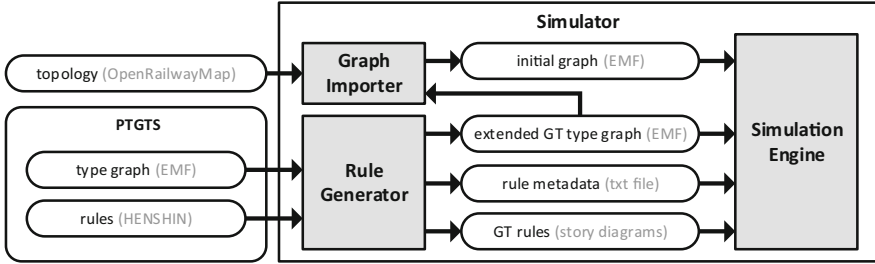 Simulator
topology (OpenRailwayMap)
Graph
Importer
initial graph (EMF)
PTGTS
type graph (EMF)
rules (HENSHIN)
Rule
Generator
extended GT type graph (EMF)
rule metadata (txt file)
GT rules (story diagrams)
Simulation
Engine